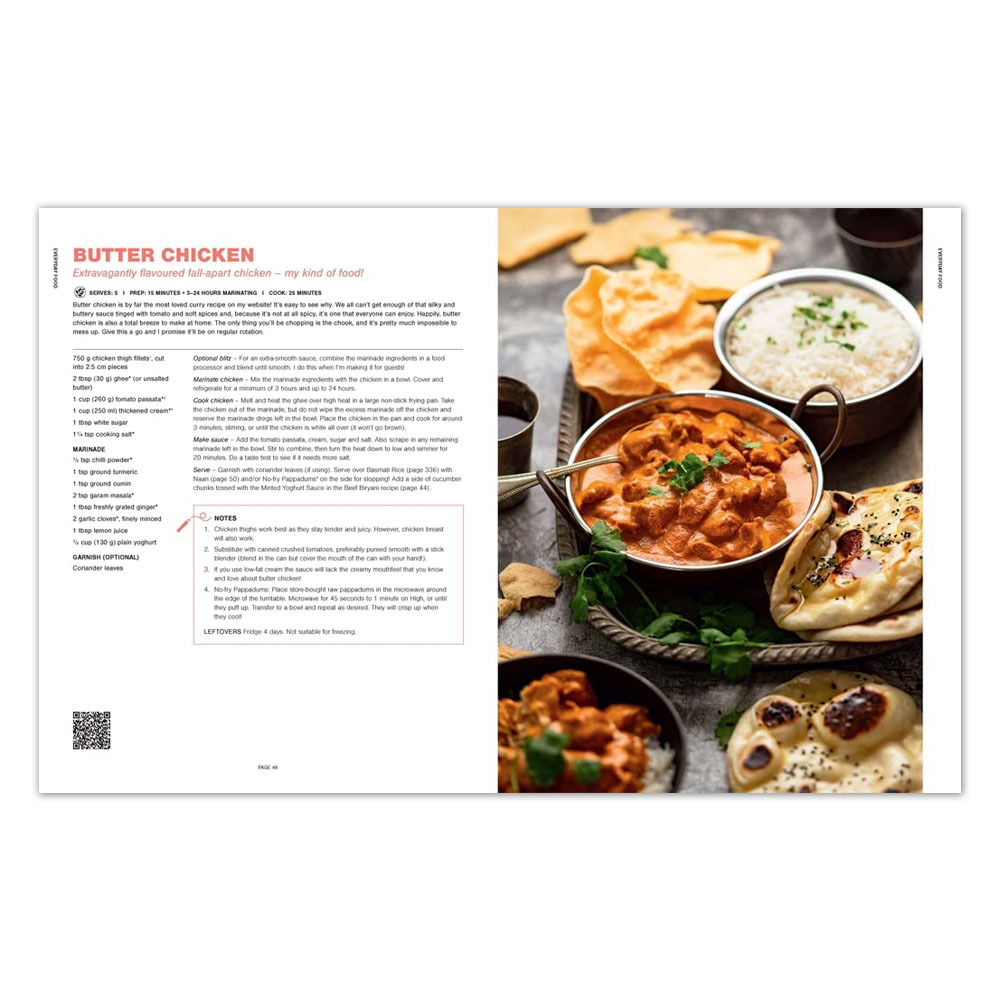 EVERYDAY FOOD
BUTTER CHICKEN
Extravagantly flavoured fall-apart chicken – my kind of food!
SERVES: 5 I PREP: 15 MINUTES + 3–24 HOURS MARINATING I COOK: 25 MINUTES
Butter chicken is by far the most loved curry recipe on my website! It's easy to see why. We all can't get enough of that silky and
buttery sauce tinged with tomato and soft spices and, because it's not at all spicy, it's one that everyone can enjoy. Happily, butter
chicken is also a total breeze to make at home. The only thing you'll be chopping is the chook, and it's pretty much impossible to
mess up. Give this a go and I promise it'll be on regular rotation.
750 g chicken thigh fillets¹, cut
into 2.5 cm pieces
2 tbsp (30 g) ghee* (or unsalted
butter)
1 cup (260 g) tomato passata*²
1 cup (250 ml) thickened cream*³
1 tbsp white sugar
1¼ tsp cooking salt*
MARINADE
½ tsp chilli powder*
1 tsp ground turmeric
1 tsp ground cumin
2 tsp garam masala*
1 tbsp freshly grated ginger*
2 garlic cloves*, finely minced
1 tbsp lemon juice
½ cup (130 g) plain yoghurt
GARNISH (OPTIONAL)
Coriander leaves
Optional blitz – For an extra-smooth sauce, combine the marinade ingredients in a food
processor and blend until smooth. I do this when I'm making it for guests!
Marinate chicken – Mix the marinade ingredients with the chicken in a bowl. Cover and
refrigerate for a minimum of 3 hours and up to 24 hours.
Cook chicken – Melt and heat the ghee over high heat in a large non-stick frying pan. Take
the chicken out of the marinade, but do not wipe the excess marinade off the chicken and
reserve the marinade dregs left in the bowl. Place the chicken in the pan and cook for around
3 minutes, stirring, or until the chicken is white all over (it won't go brown).
Make sauce – Add the tomato passata, cream, sugar and salt. Also scrape in any remaining
marinade left in the bowl. Stir to combine, then turn the heat down to low and simmer for
20 minutes. Do a taste test to see if it needs more salt.
Serve – Garnish with coriander leaves (if using). Serve over Basmati Rice (page 336) with
Naan (page 50) and/or No-fry Pappadums⁴ on the side for slopping! Add a side of cucumber
chunks tossed with the Minted Yoghurt Sauce in the Beef Biryani recipe (page 44).
NOTES
1. Chicken thighs work best as they stay tender and juicy. However, chicken breast
will also work.
2. Substitute with canned crushed tomatoes, preferably pureed smooth with a stick
blender (blend in the can but cover the mouth of the can with your hand!).
3. If you use low-fat cream the sauce will lack the creamy mouthfeel that you know
and love about butter chicken!
4. No-fry Pappadums: Place store-bought raw pappadums in the microwave around
the edge of the turntable. Microwave for 45 seconds to 1 minute on High, or until
they puff up. Transfer to a bowl and repeat as desired. They will crisp up when
they cool!
LEFTOVERS Fridge 4 days. Not suitable for freezing.
PAGE 48
EVERYDAY FOOD